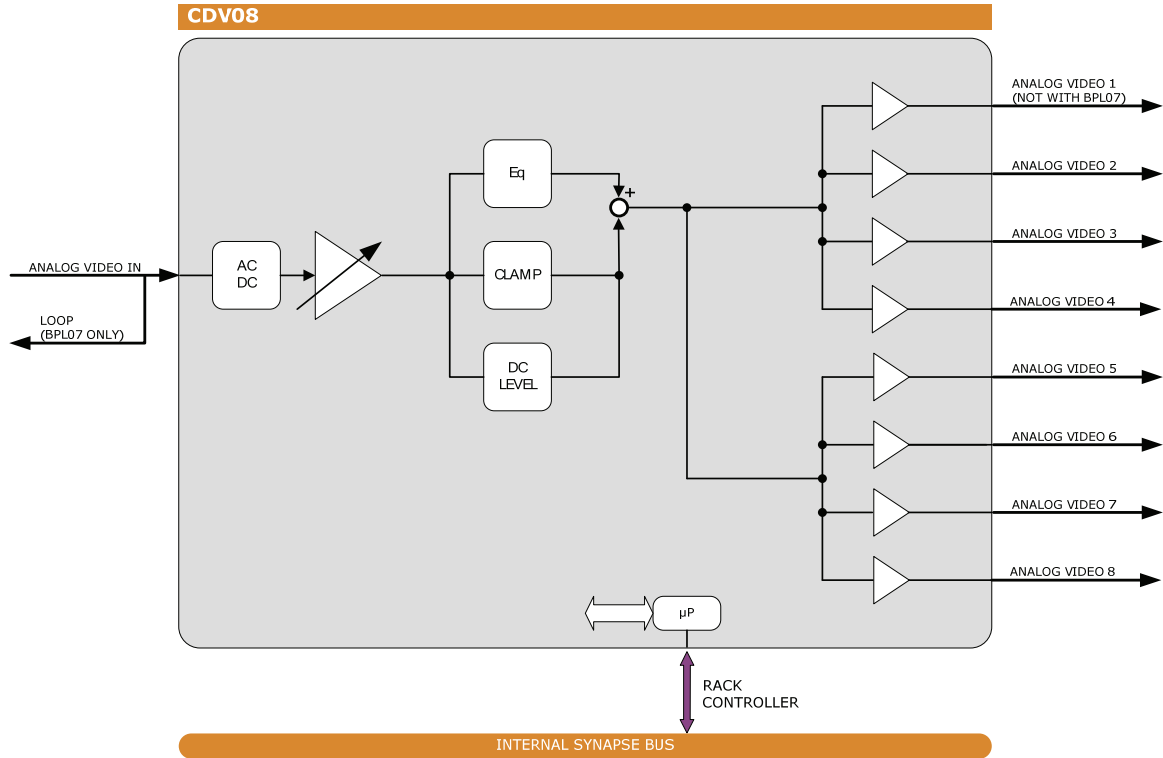 CDV08
ANALOG VIDEO 1
(NOT WITH BPL07)
ANALOG VIDEO 2
Eq
+
ANALOG VIDEO 3
ANALOG VIDEO IN
AC
DC
CLAMP
ANALOG VIDEO 4
LOOP
(BPL07 ONLY)
DC
LEVEL
ANALOG VIDEO 5
ANALOG VIDEO 6
ANALOG VIDEO 7
ANALOG VIDEO 8
µP
RACK
CONTROLLER
INTERNAL SYNAPSE BUS